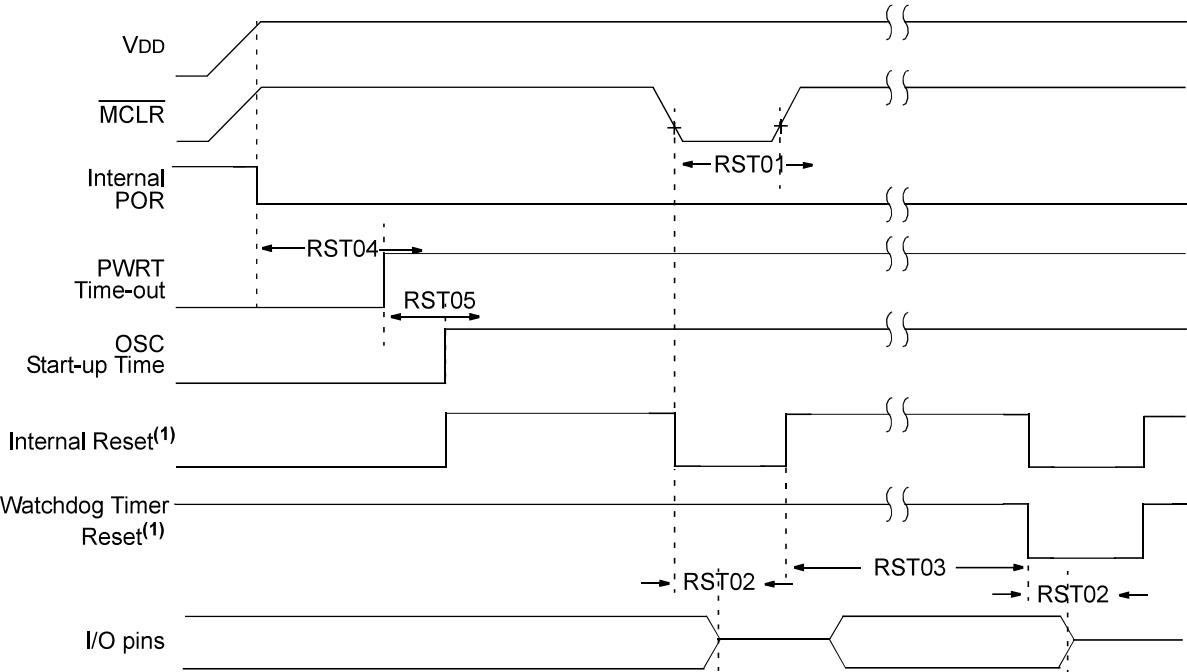 VDD
MCLR
RST01
Internal
POR
RST04
PWRT
Time-out
RST05
OSC
Start-up Time
Internal Reset(1)
Watchdog Timer
Reset(1)
RST03
RST02
RST02
I/O pins